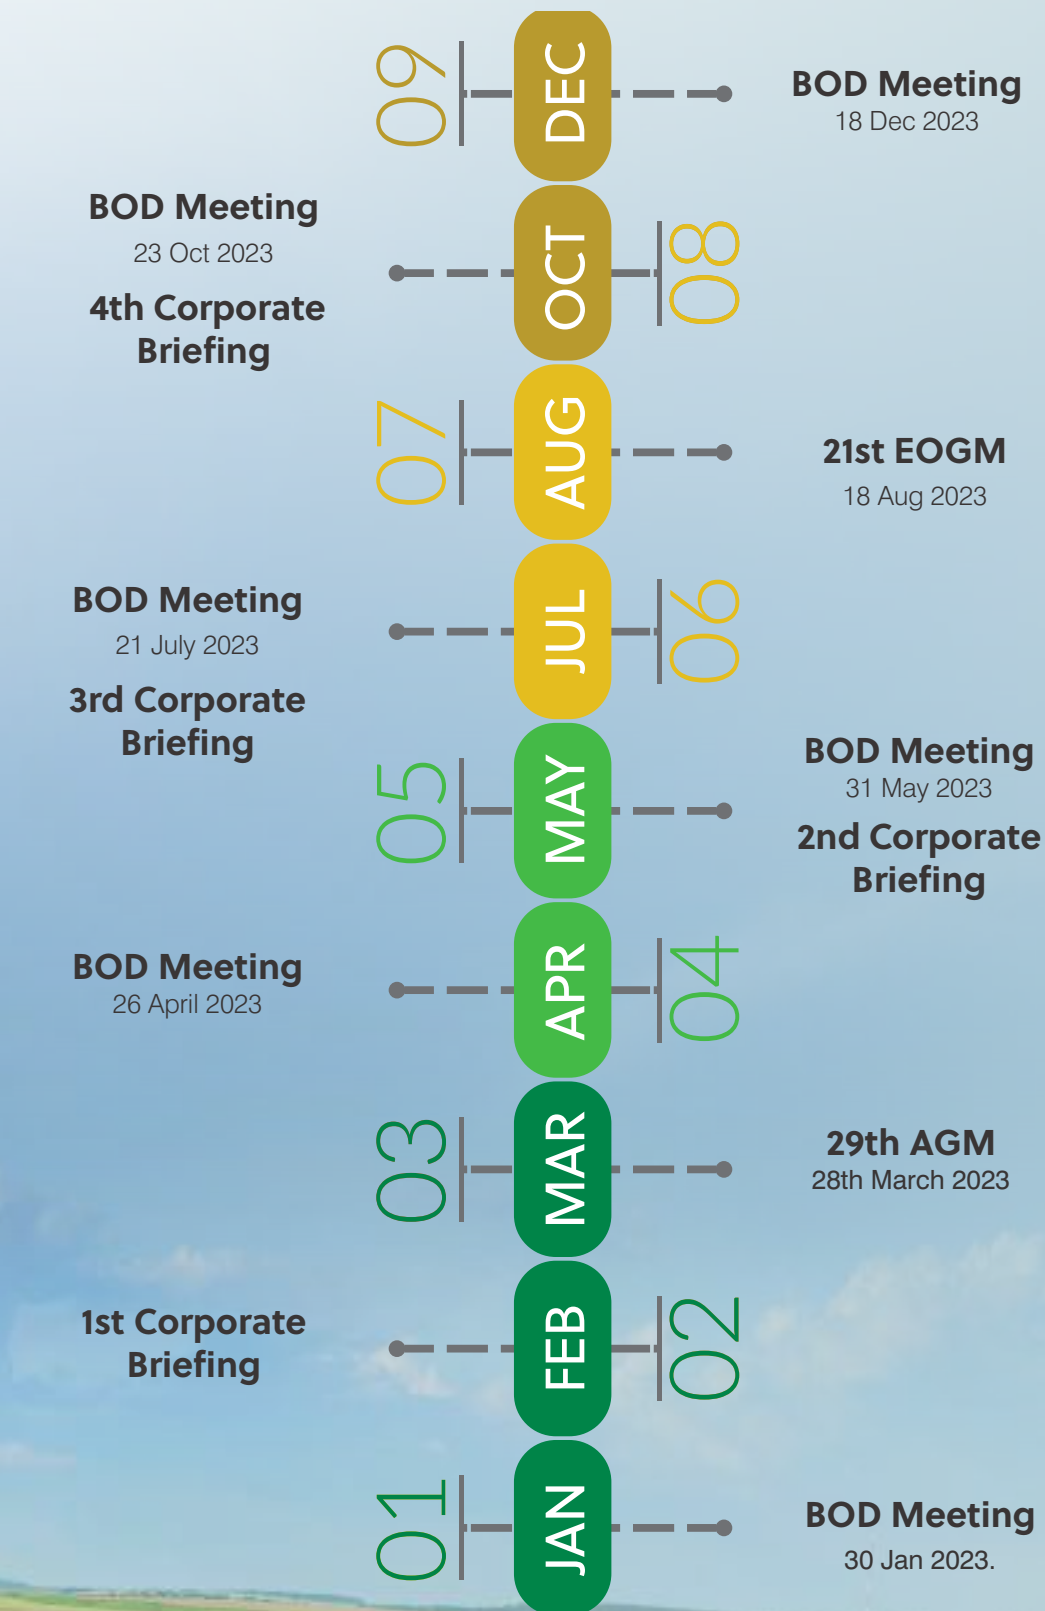 09
DEC
BOD Meeting
18 Dec 2023
BOD Meeting
23 Oct 2023
4th Corporate
Briefing
OCT
08
07
AUG
21st EOGM
18 Aug 2023
BOD Meeting
21 July 2023
3rd Corporate
Briefing
JUL
06
05
MAY
BOD Meeting
31 May 2023
2nd Corporate
Briefing
BOD Meeting
26 April 2023
APR
04
03
MAR
29th AGM
28th March 2023
1st Corporate
Briefing
FEB
02
01
JAN
BOD Meeting
30 Jan 2023.